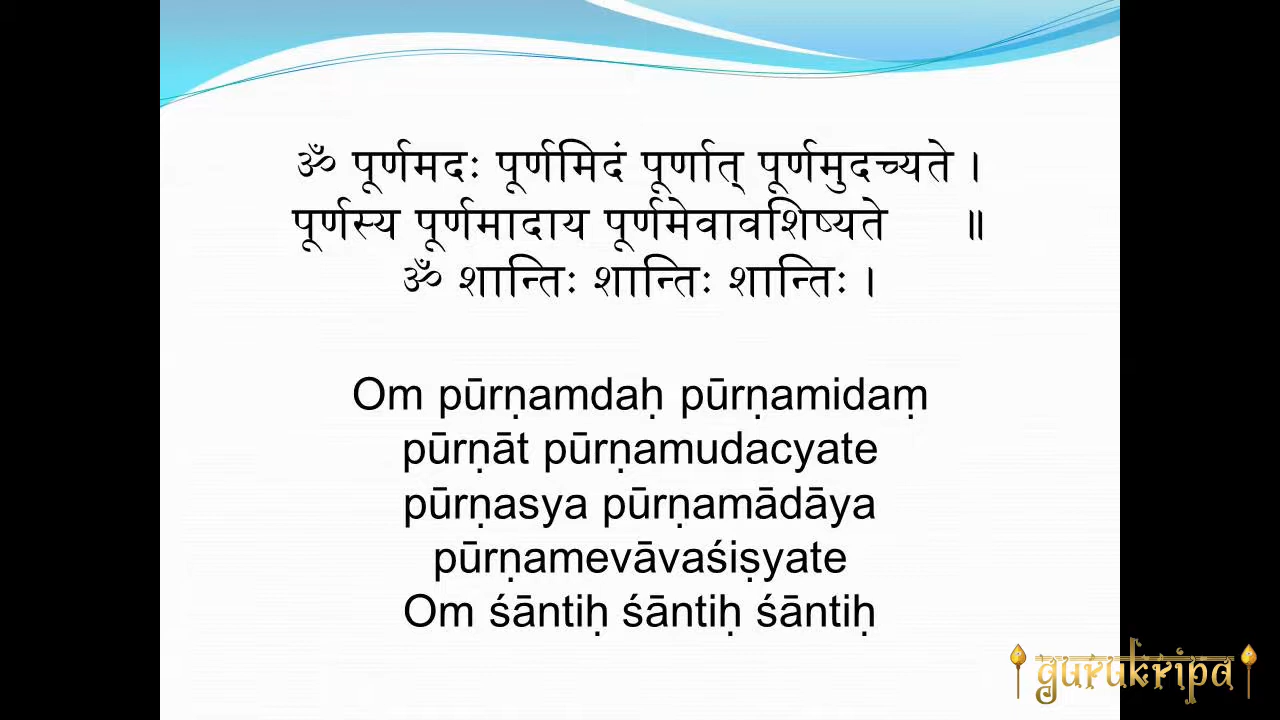 ॐ पूर्णमदः पूर्णमिदं पूर्णात् पूर्णमुदच्यते ।
पूर्णस्य पूर्णमादाय पूर्णमेवावशिष्यते ॥
ॐ शान्तिः शान्तिः शान्तिः ।
Om pūrṇamdaḥ pūrṇamidaṃ
pūrṇāt pūrṇamudacyate
pūrṇasya pūrṇamādāya
pūrṇamevāvaśiṣyate
Om śāntiḥ śāntiḥ śāntiḥ
gurukripa